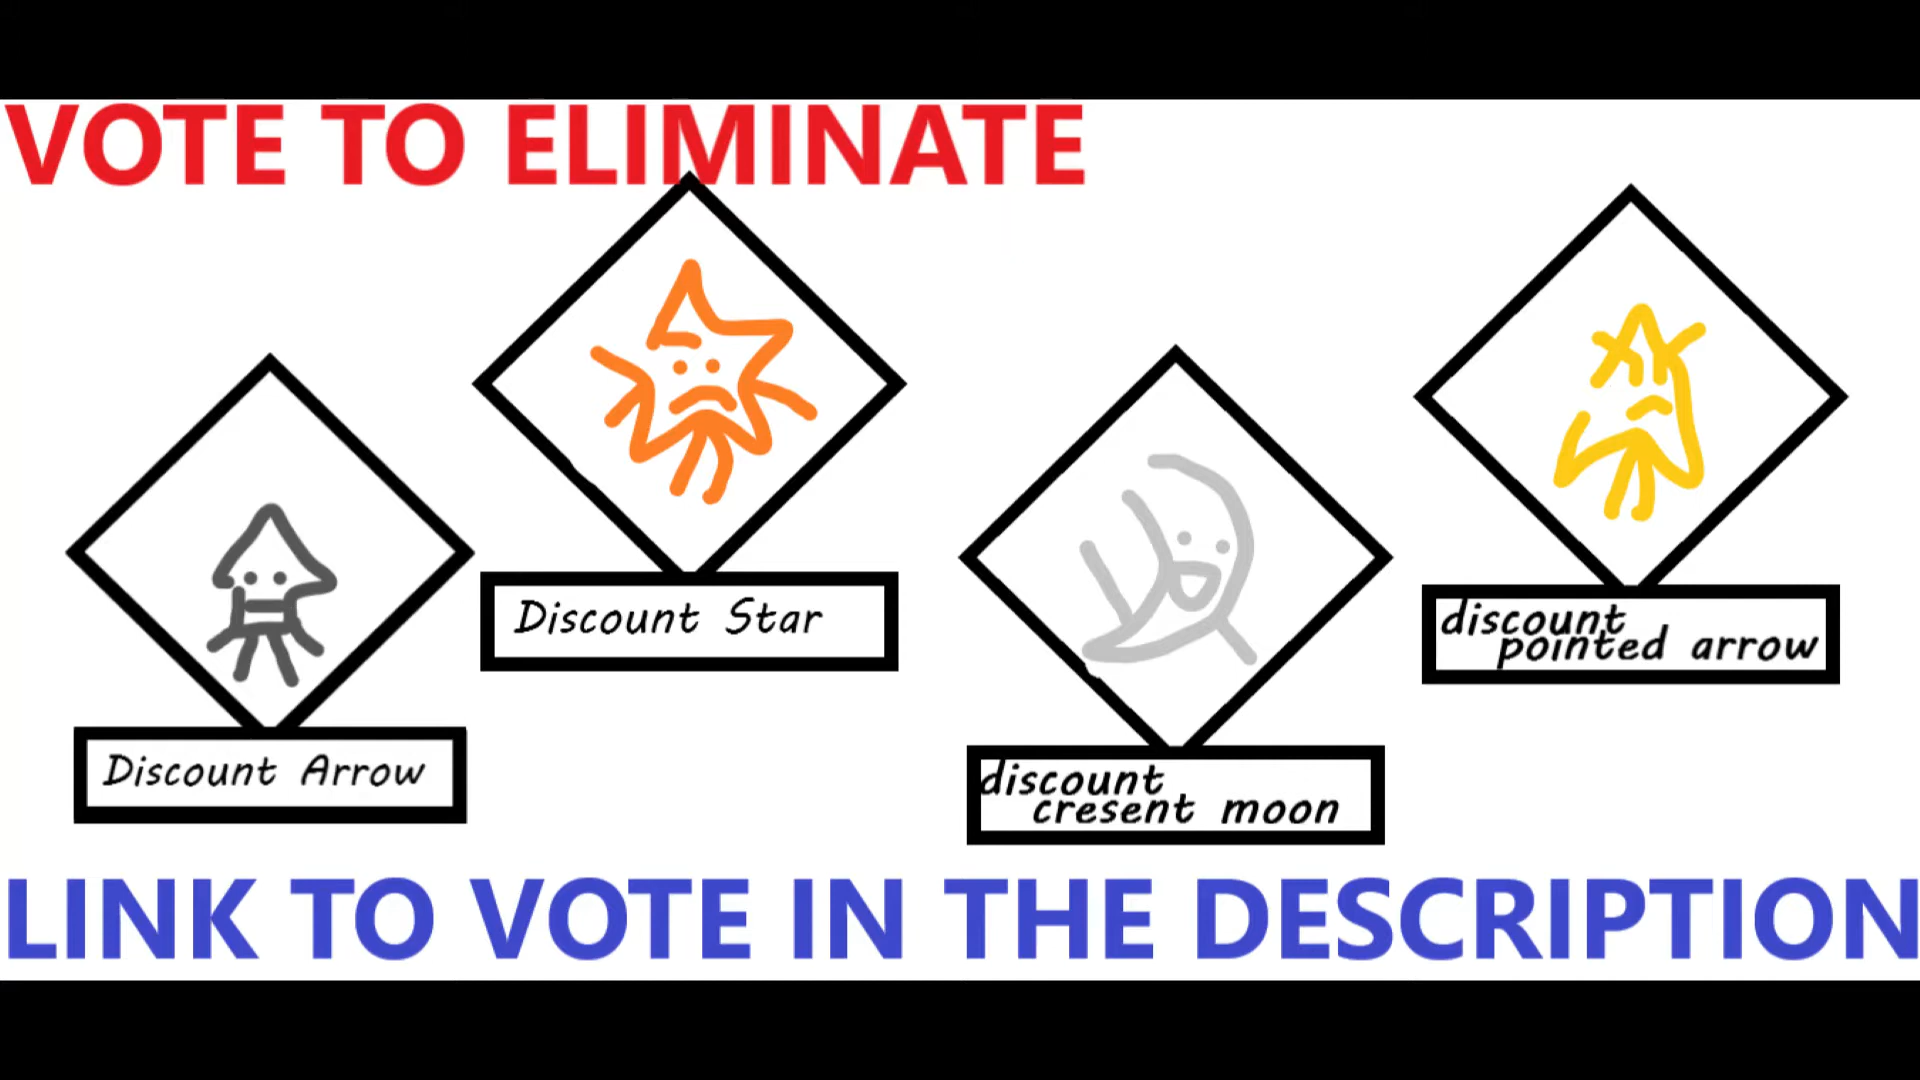 VOTE TO ELIMINATE
Discount Arrow
Discount Star
discount
cresent moon
discount
pointed arrow
LINK TO VOTE IN THE DESCRIPTION